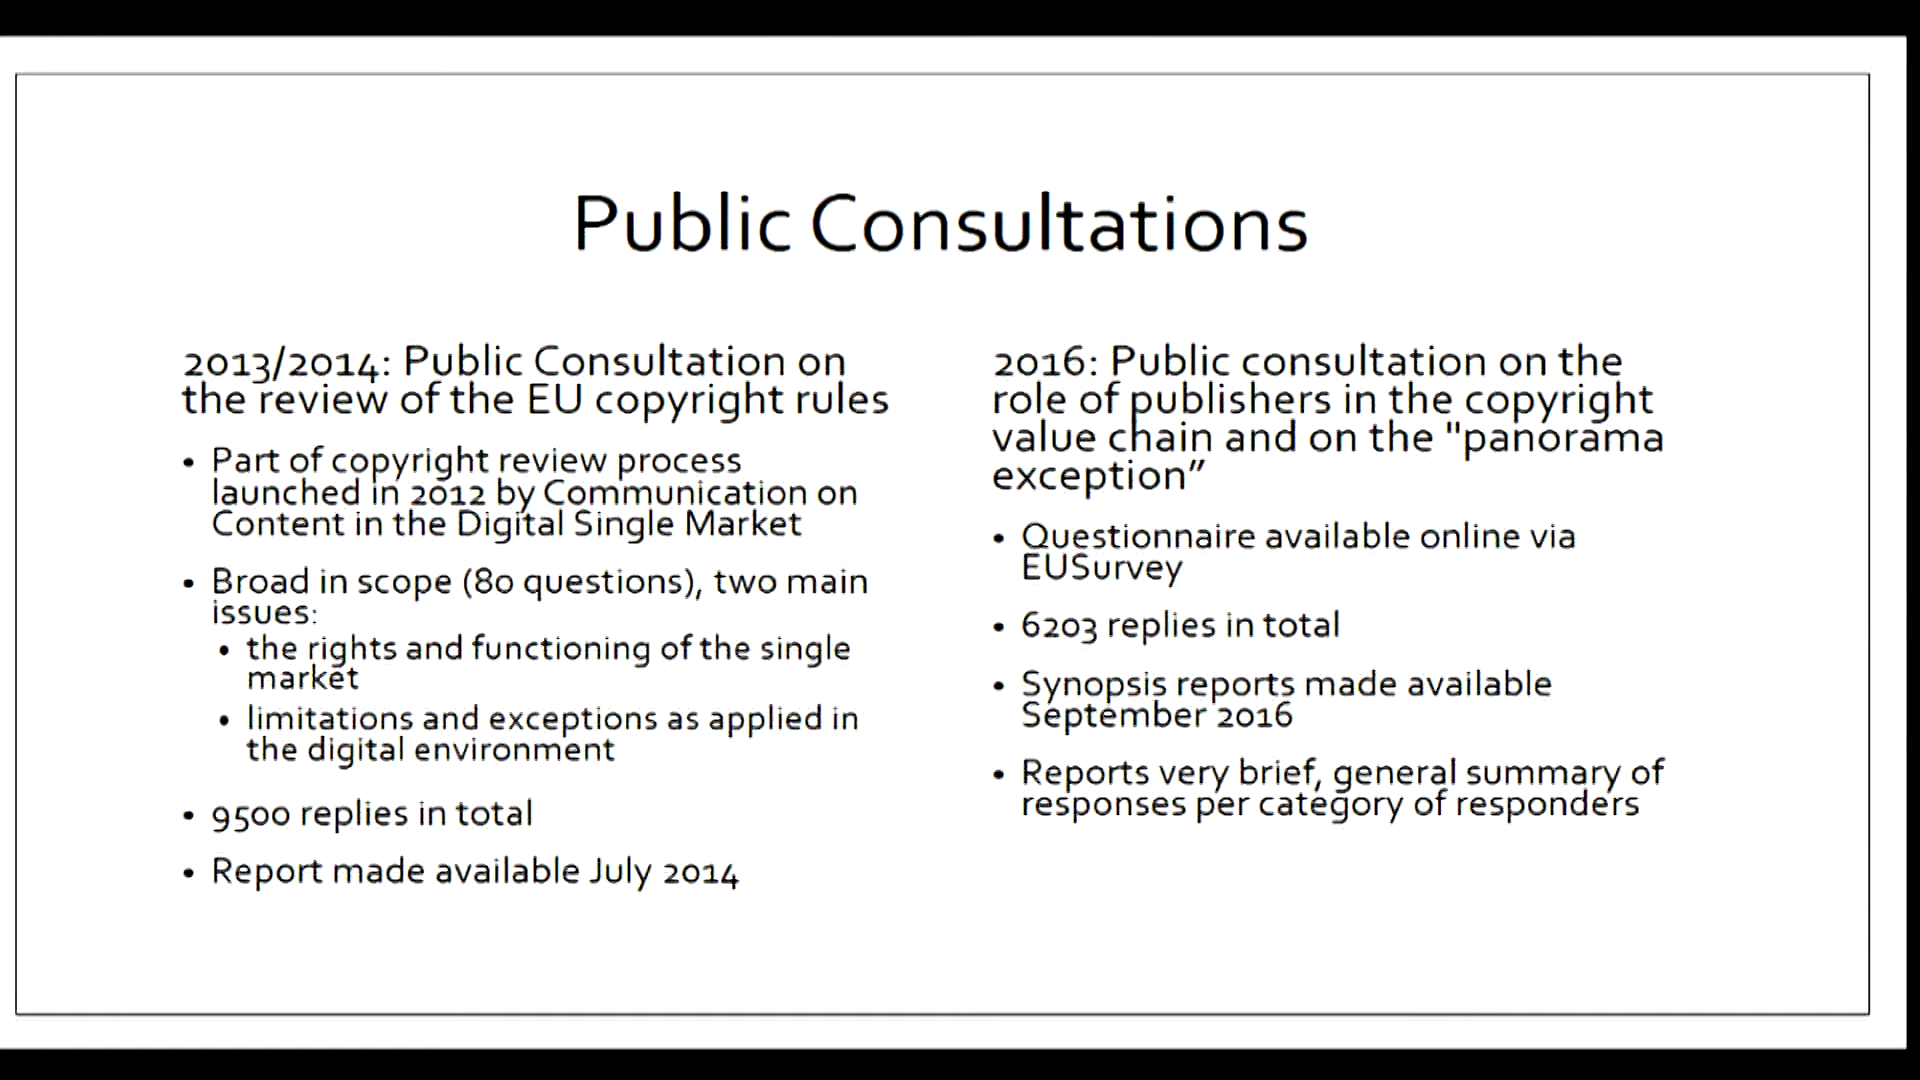 Public Consultations
2013/2014: Public Consultation on
the review of the EU copyright rules
• Part of copyright review process
launched in 2012 by Communication on
Content in the Digital Single Market
• Broad in scope (80 questions), two main
issues:
• the rights and functioning of the single
market
• limitations and exceptions as applied in
the digital environment
• 9500 replies in total
• Report made available July 2014
2016: Public consultation on the
role of publishers in the copyright
value chain and on the "panorama
exception”
• Questionnaire available online via
EUSurvey
• 6203 replies in total
• Synopsis reports made available
September 2016
• Reports very brief, general summary of
responses per category of responders